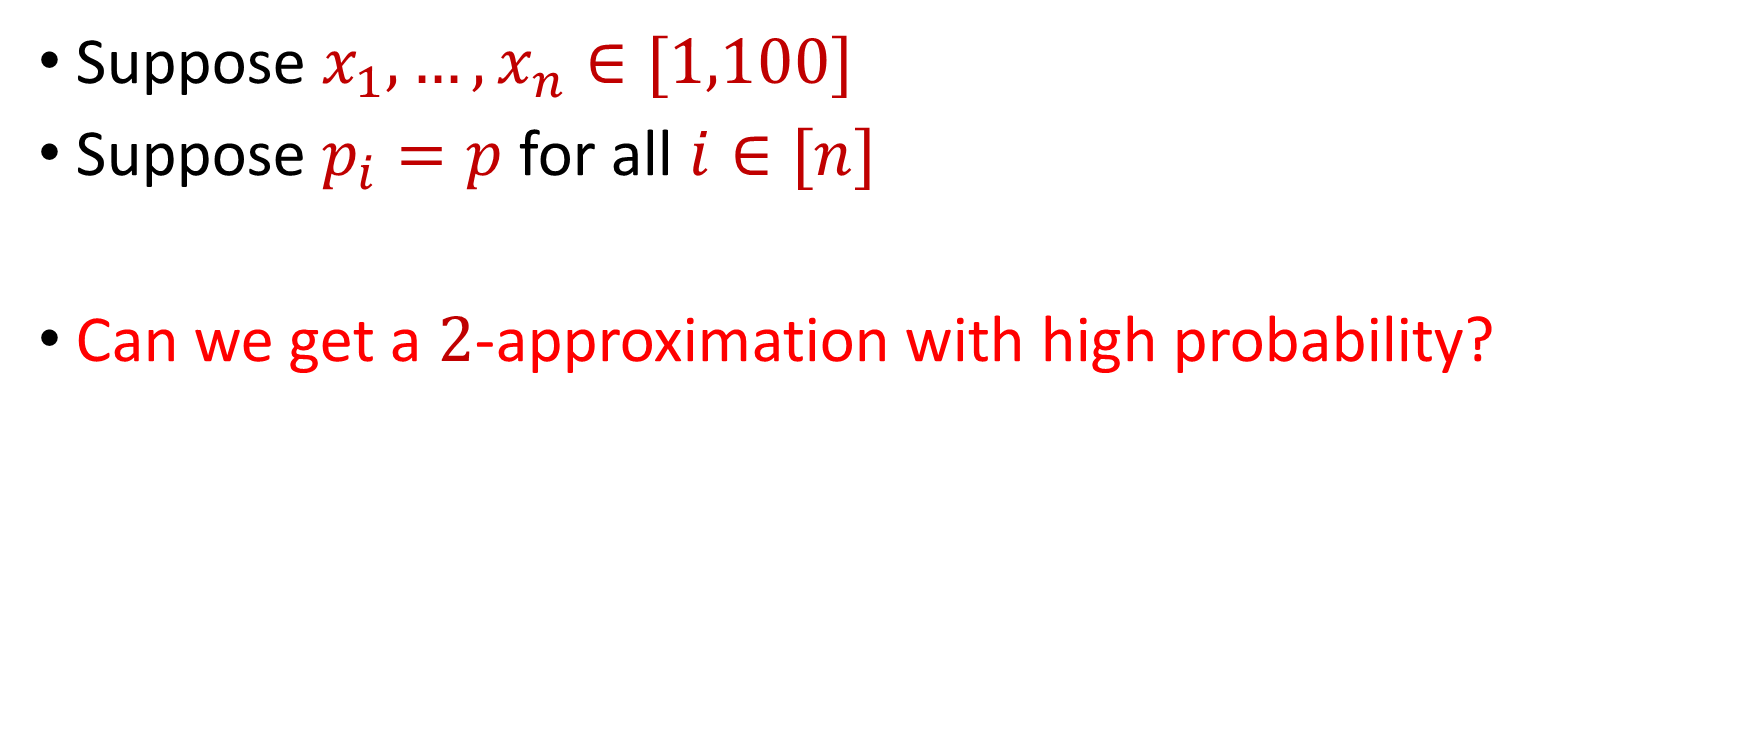 • Suppose x₁, … , xₙ ∈ [1,100]
• Suppose pᵢ = p for all i ∈ [n]
• Can we get a 2-approximation with high probability?